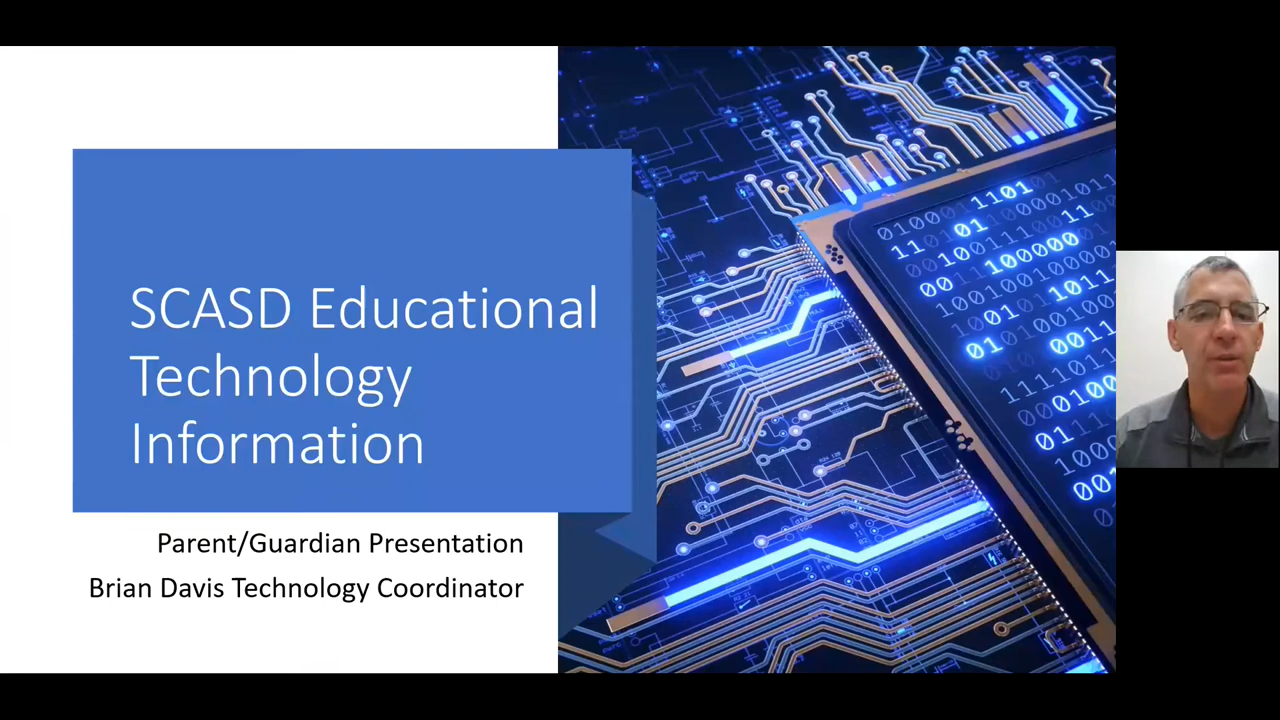 SCASD Educational
Technology
Information
Parent/Guardian Presentation
Brian Davis Technology Coordinator